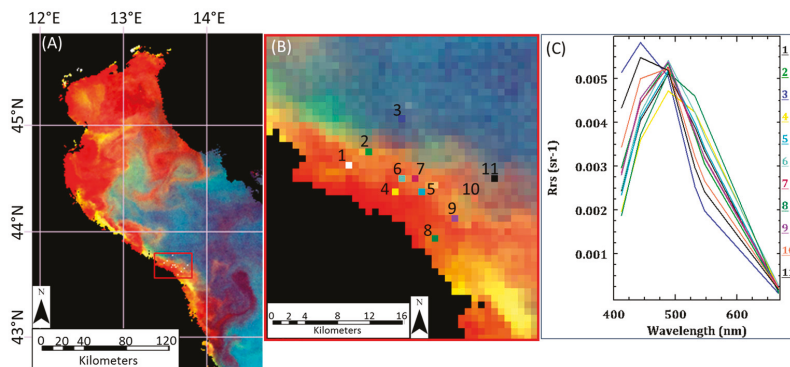 12°E 13°E 14°E
(A)
45°N
44°N
43°N
N
0 20 40 80 120
Kilometers
(B)
3
2
1
6 7
11
4
5
10
9
8
0 2 4 8 12 16
Kilometers
N
(C)
0.005
0.004
0.003
0.002
0.001
Rrs (sr-1)
400 500 600
Wavelength (nm)
1
2
3
4
5
6
7
8
9
10
11